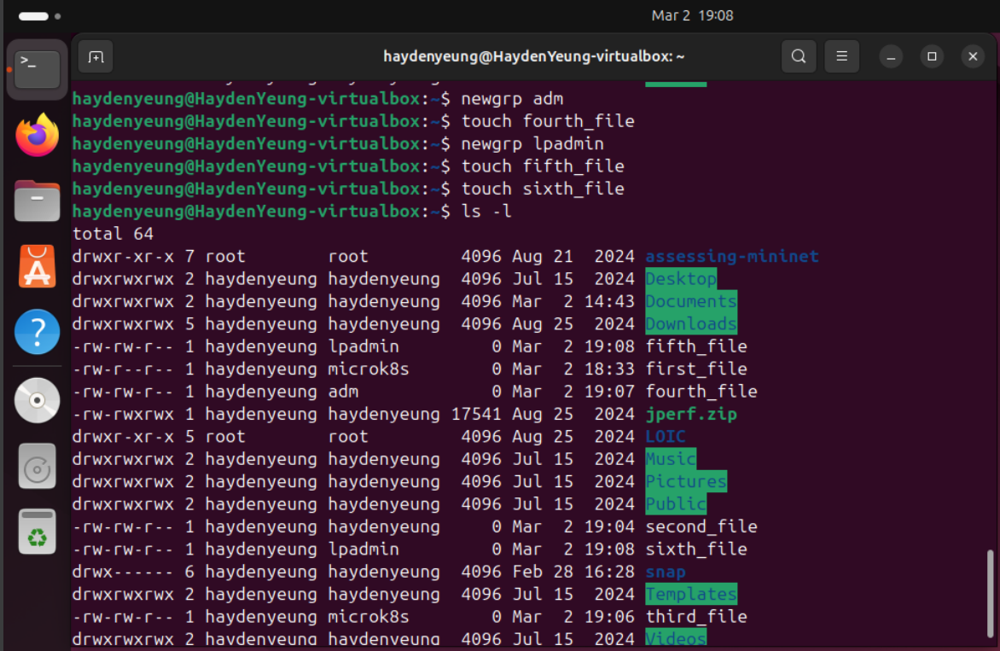 Mar 2 19:08
haydenyeung@HaydenYeung-virtualbox: ~
haydenyeung@HaydenYeung-virtualbox:~$ newgrp adm
haydenyeung@HaydenYeung-virtualbox:~$ touch fourth_file
haydenyeung@HaydenYeung-virtualbox:~$ newgrp lpadmin
haydenyeung@HaydenYeung-virtualbox:~$ touch fifth_file
haydenyeung@HaydenYeung-virtualbox:~$ touch sixth_file
haydenyeung@HaydenYeung-virtualbox:~$ ls -l
total 64
drwxr-xr-x 7 root        root         4096 Aug 21  2024 assessing-mininet
drwxrwxrwx 2 haydenyeung haydenyeung  4096 Jul 15  2024 Desktop
drwxrwxrwx 2 haydenyeung haydenyeung  4096 Mar  2 14:43 Documents
drwxrwxrwx 5 haydenyeung haydenyeung  4096 Aug 25  2024 Downloads
-rw-rw-r-- 1 haydenyeung lpadmin         0 Mar  2 19:08 fifth_file
-rw-r--r-- 1 haydenyeung microk8s        0 Mar  2 18:33 first_file
-rw-rw-r-- 1 haydenyeung adm             0 Mar  2 19:07 fourth_file
-rw-rwxrwx 1 haydenyeung haydenyeung 17541 Aug 25  2024 jperf.zip
drwxr-xr-x 5 root        root         4096 Aug 25  2024 LOIC
drwxrwxrwx 2 haydenyeung haydenyeung  4096 Jul 15  2024 Music
drwxrwxrwx 2 haydenyeung haydenyeung  4096 Jul 15  2024 Pictures
drwxrwxrwx 2 haydenyeung haydenyeung  4096 Jul 15  2024 Public
-rw-rw-r-- 1 haydenyeung haydenyeung     0 Mar  2 19:04 second_file
-rw-rw-r-- 1 haydenyeung lpadmin         0 Mar  2 19:08 sixth_file
drwx------ 6 haydenyeung haydenyeung  4096 Feb 28 16:28 snap
drwxrwxrwx 2 haydenyeung haydenyeung  4096 Jul 15  2024 Templates
-rw-rw-r-- 1 haydenyeung microk8s        0 Mar  2 19:06 third_file
drwxrwxrwx 2 haydenyeung haydenyeung  4096 Jul 15  2024 Videos